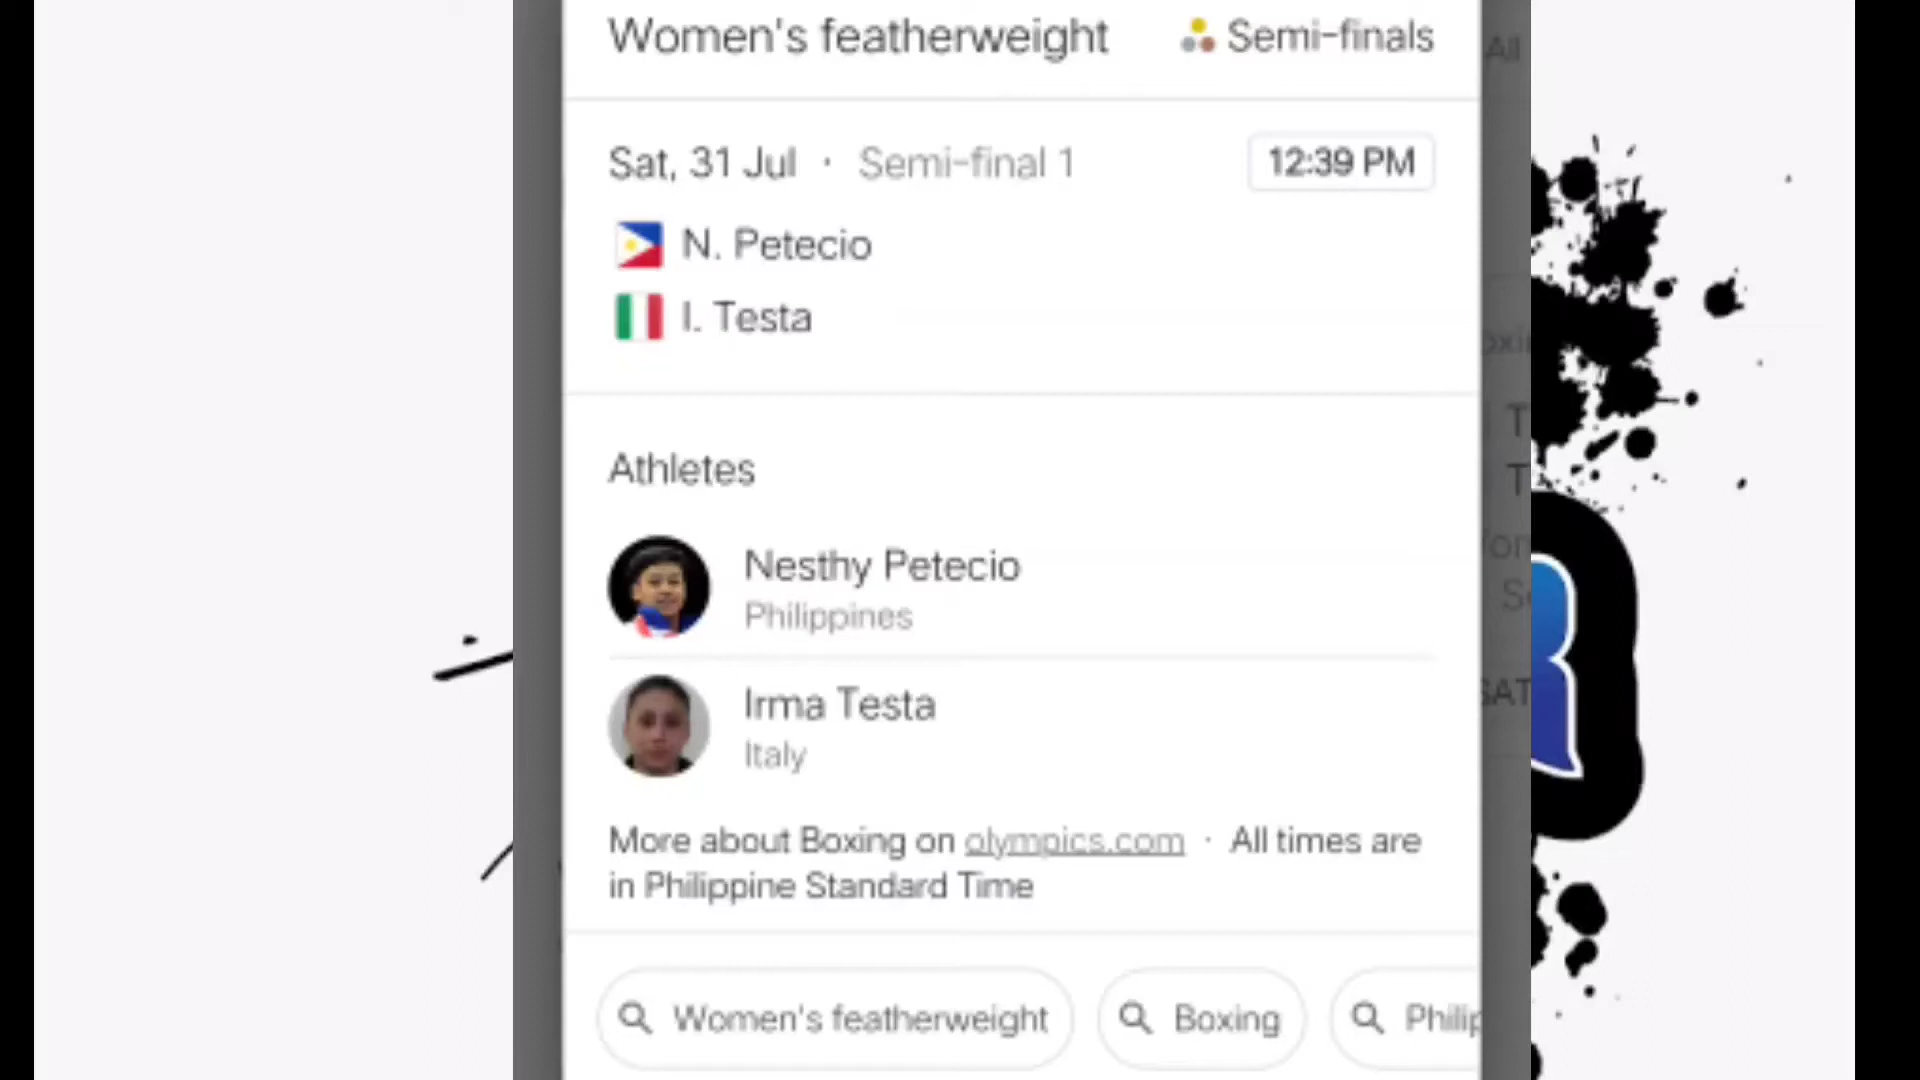 Women's featherweight
Semi-finals
All
Sat, 31 Jul · Semi-final 1
12:39 PM
N. Petecio
I. Testa
Athletes
Nesthy Petecio
Philippines
Irma Testa
Italy
More about Boxing on olympics.com · All times are
in Philippine Standard Time
Women's featherweight
Boxing